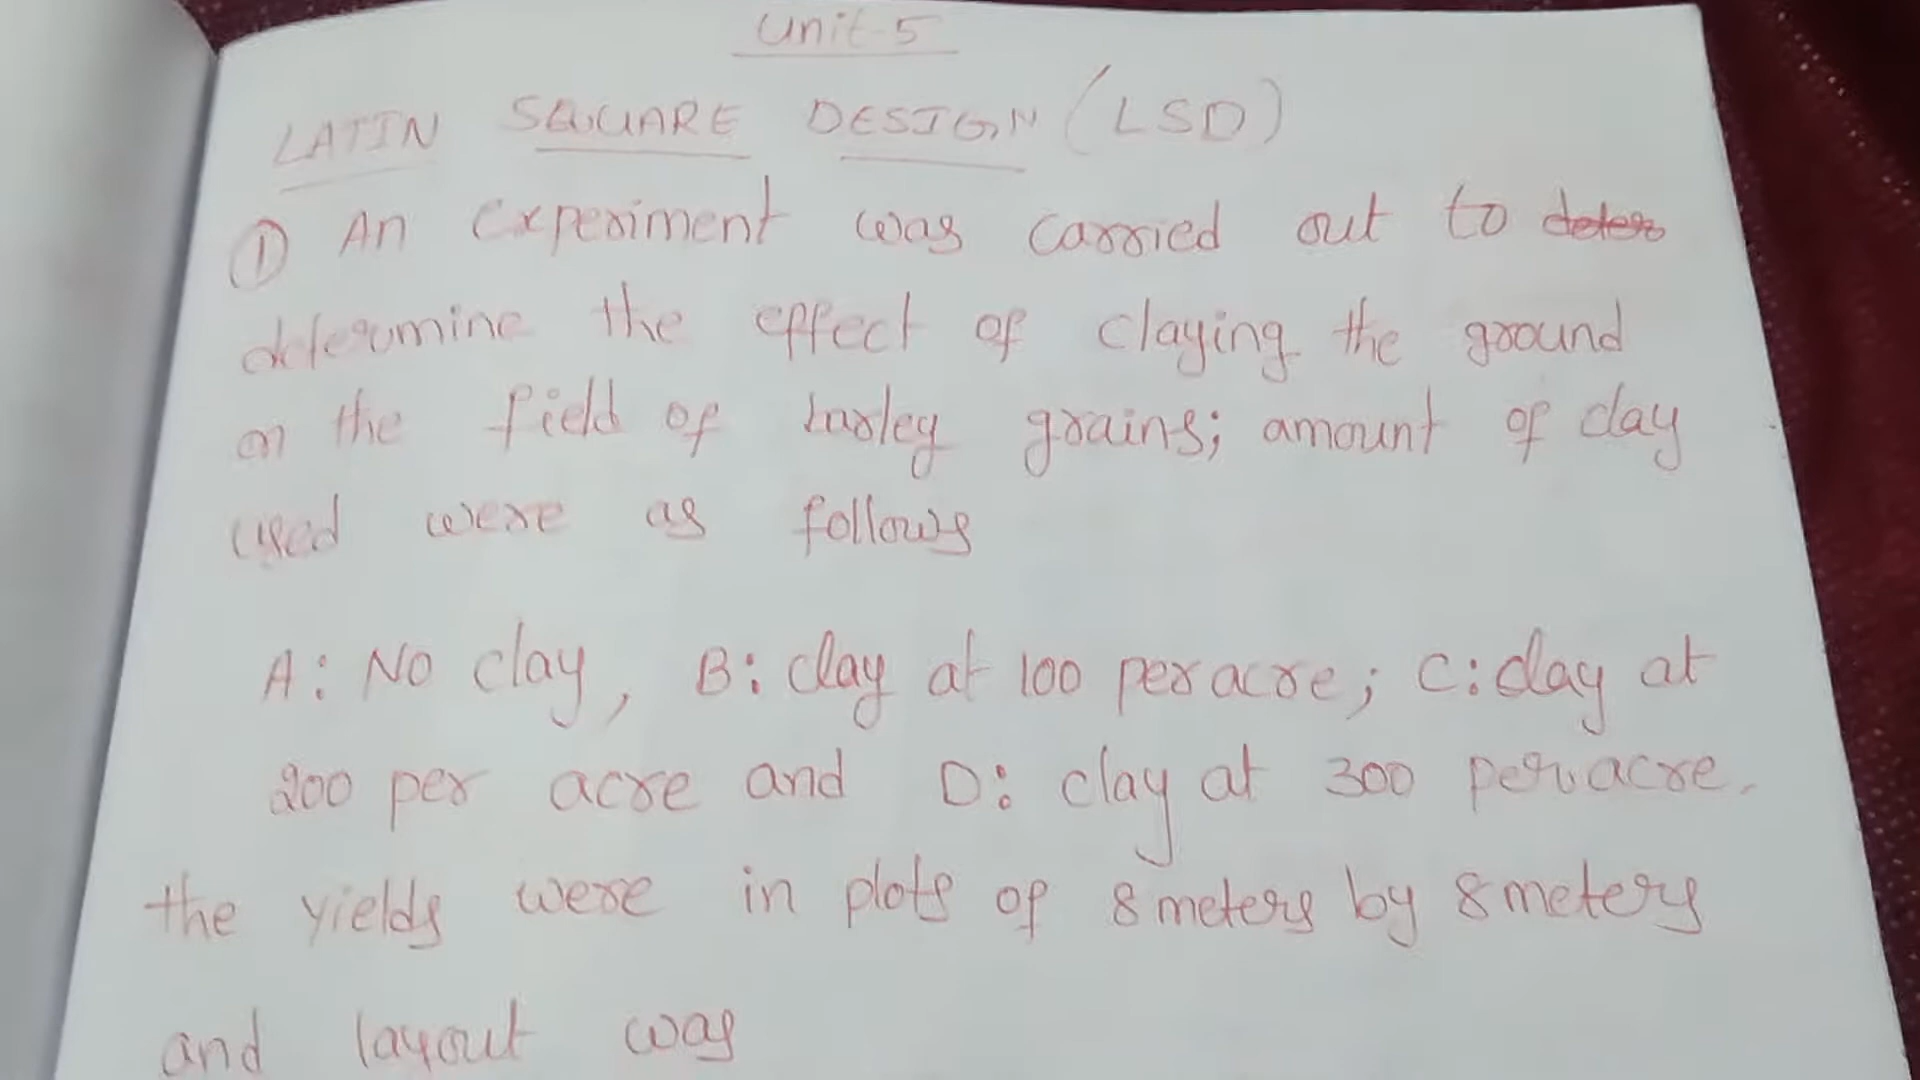 Unit-5
LATIN SQUARE DESIGN (LSD)
① An experiment was carried out to deter
determine the effect of claying the ground
on the field of barley grains; amount of clay
used were as follows
A: No clay, B: clay at 100 per acre; C: clay at
200 per acre and D: clay at 300 per acre.
the yields were in plots of 8 meters by 8 meters
and layout was